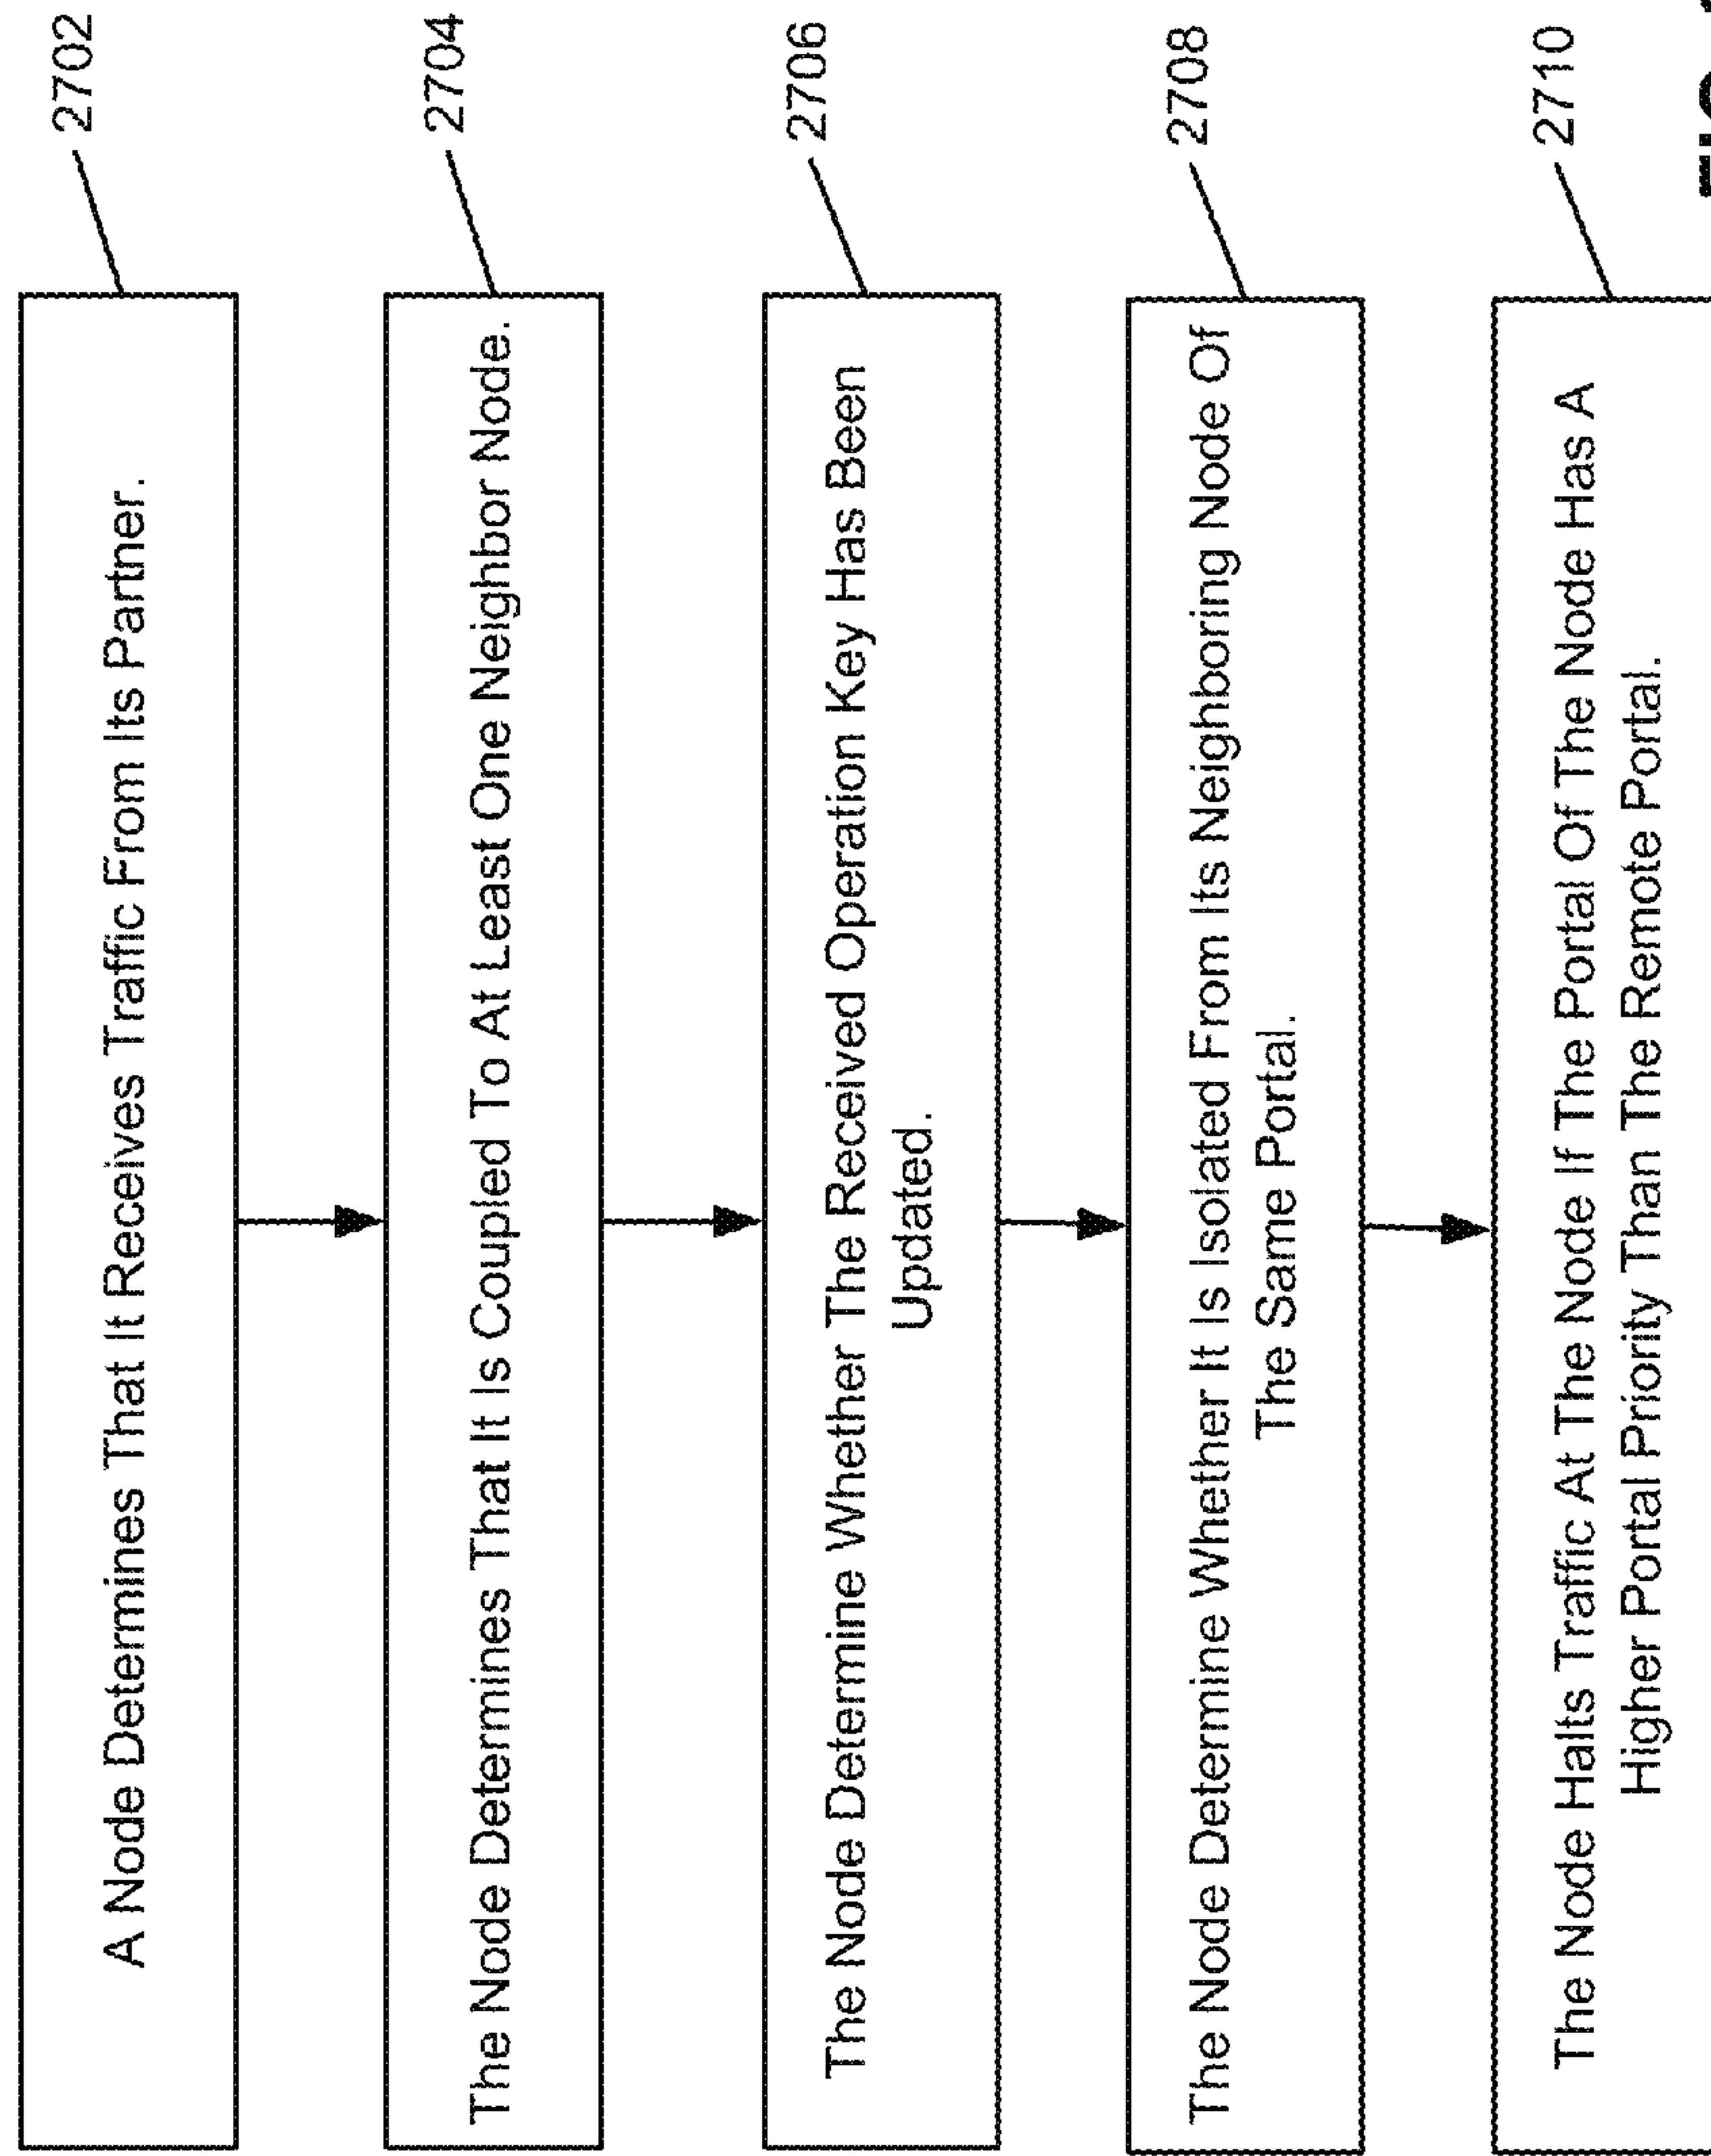 A Node Determines That It Receives Traffic From Its Partner.
2702
The Node Determines That It Is Coupled To At Least One Neighbor Node.
2704
The Node Determine Whether The Received Operation Key Has Been
Updated.
2706
The Node Determine Whether It Is Isolated From Its Neighboring Node Of
The Same Portal.
2708
The Node Halts Traffic At The Node If The Portal Of The Node Has A
Higher Portal Priority Than The Remote Portal.
2710